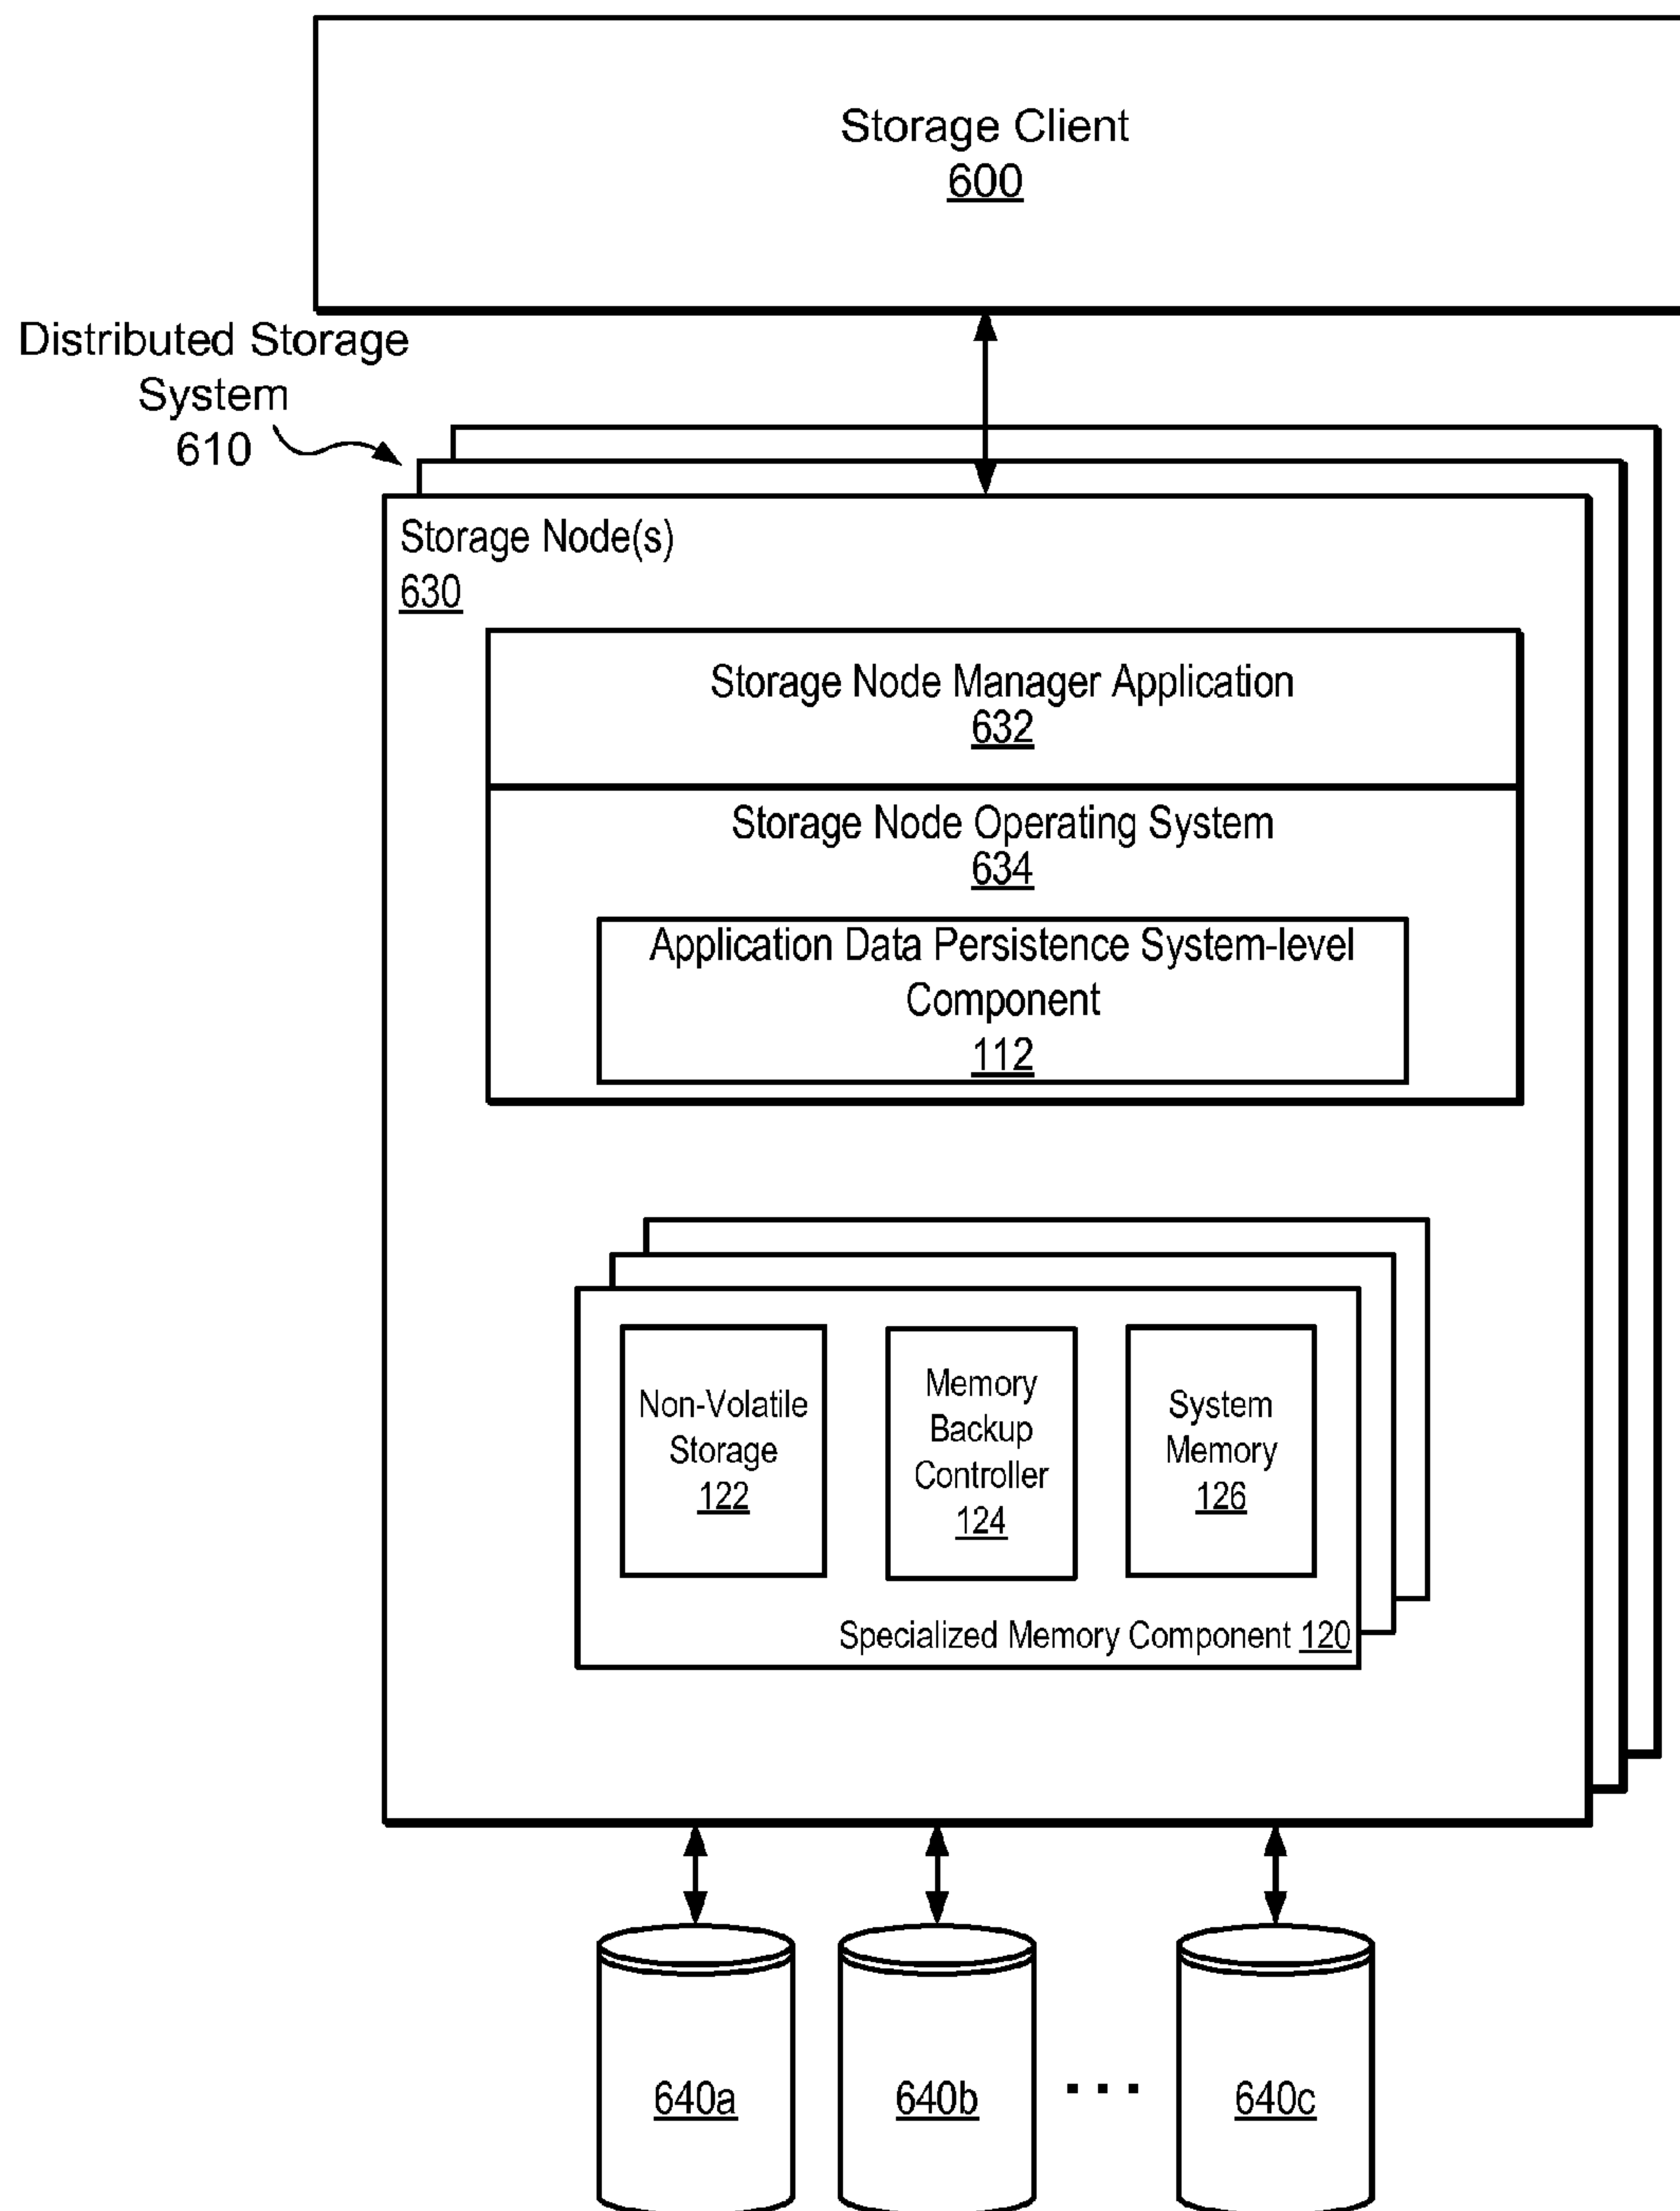 Storage Client
600
Distributed Storage
System
610
Storage Node(s)
630
Storage Node Manager Application
632
Storage Node Operating System
634
Application Data Persistence System-level
Component
112
Non-Volatile
Storage
122
Memory
Backup
Controller
124
System
Memory
126
Specialized Memory Component 120
640a
640b
...
640c